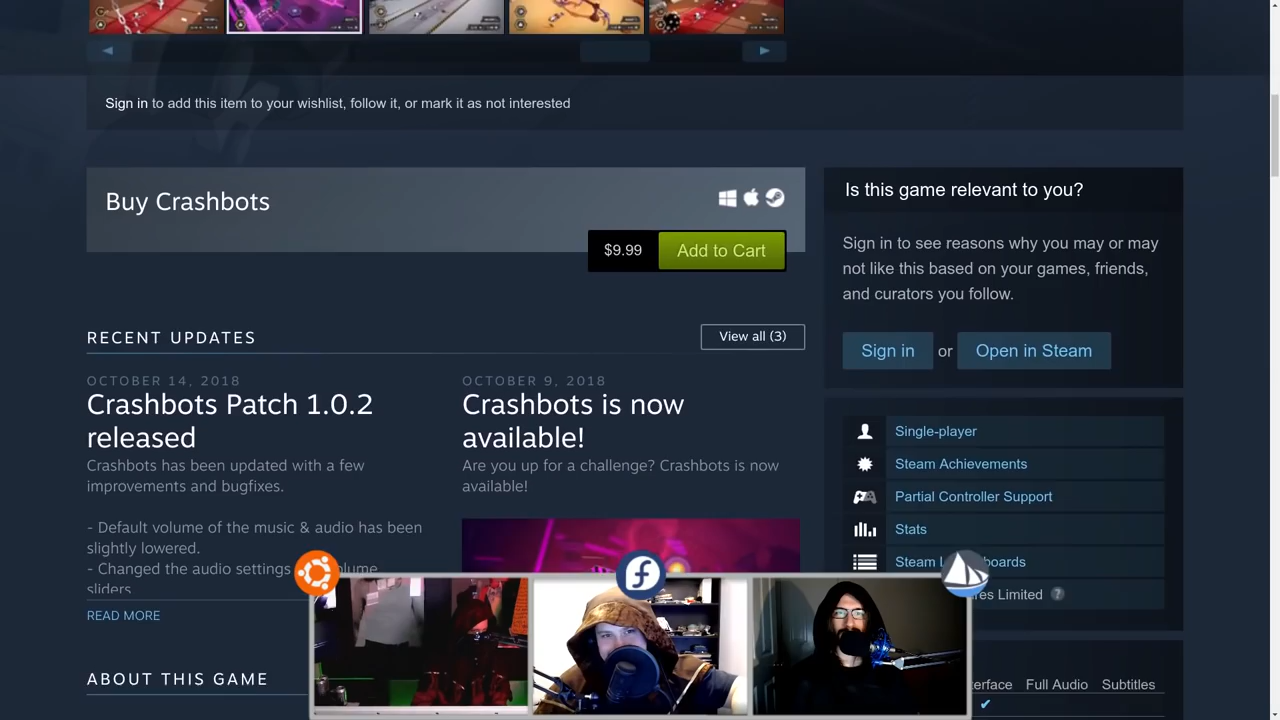 Sign in to add this item to your wishlist, follow it, or mark it as not interested
Buy Crashbots
$9.99
Add to Cart
RECENT UPDATES
View all (3)
OCTOBER 14, 2018
Crashbots Patch 1.0.2
released
Crashbots has been updated with a few
improvements and bugfixes.
- Default volume of the music & audio has been
slightly lowered.
- Changed the audio settings
olume
sliders
READ MORE
OCTOBER 9, 2018
Crashbots is now
available!
Are you up for a challenge? Crashbots is now
available!
ABOUT THIS GAME
Is this game relevant to you?
Sign in to see reasons why you may or may
not like this based on your games, friends,
and curators you follow.
Sign in or Open in Steam
Single-player
Steam Achievements
Partial Controller Support
Stats
Steam L boards
res Limited ?
erface Full Audio Subtitles